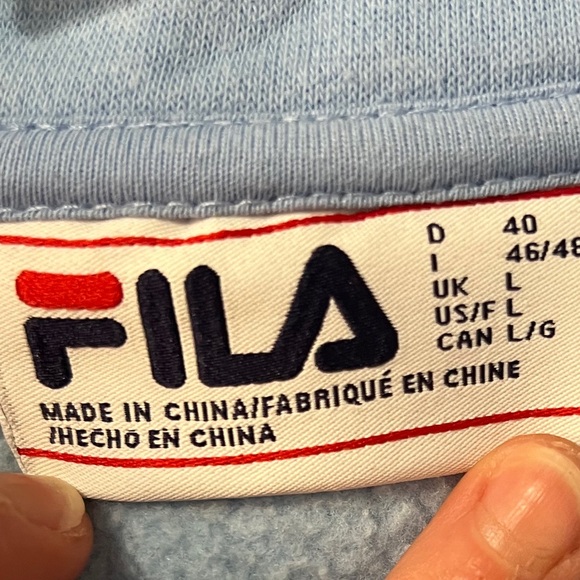 FILA
D 40
I 46/48
UK L
US/F L
CAN L/G
MADE IN CHINA/FABRIQUÉ EN CHINE
/HECHO EN CHINA